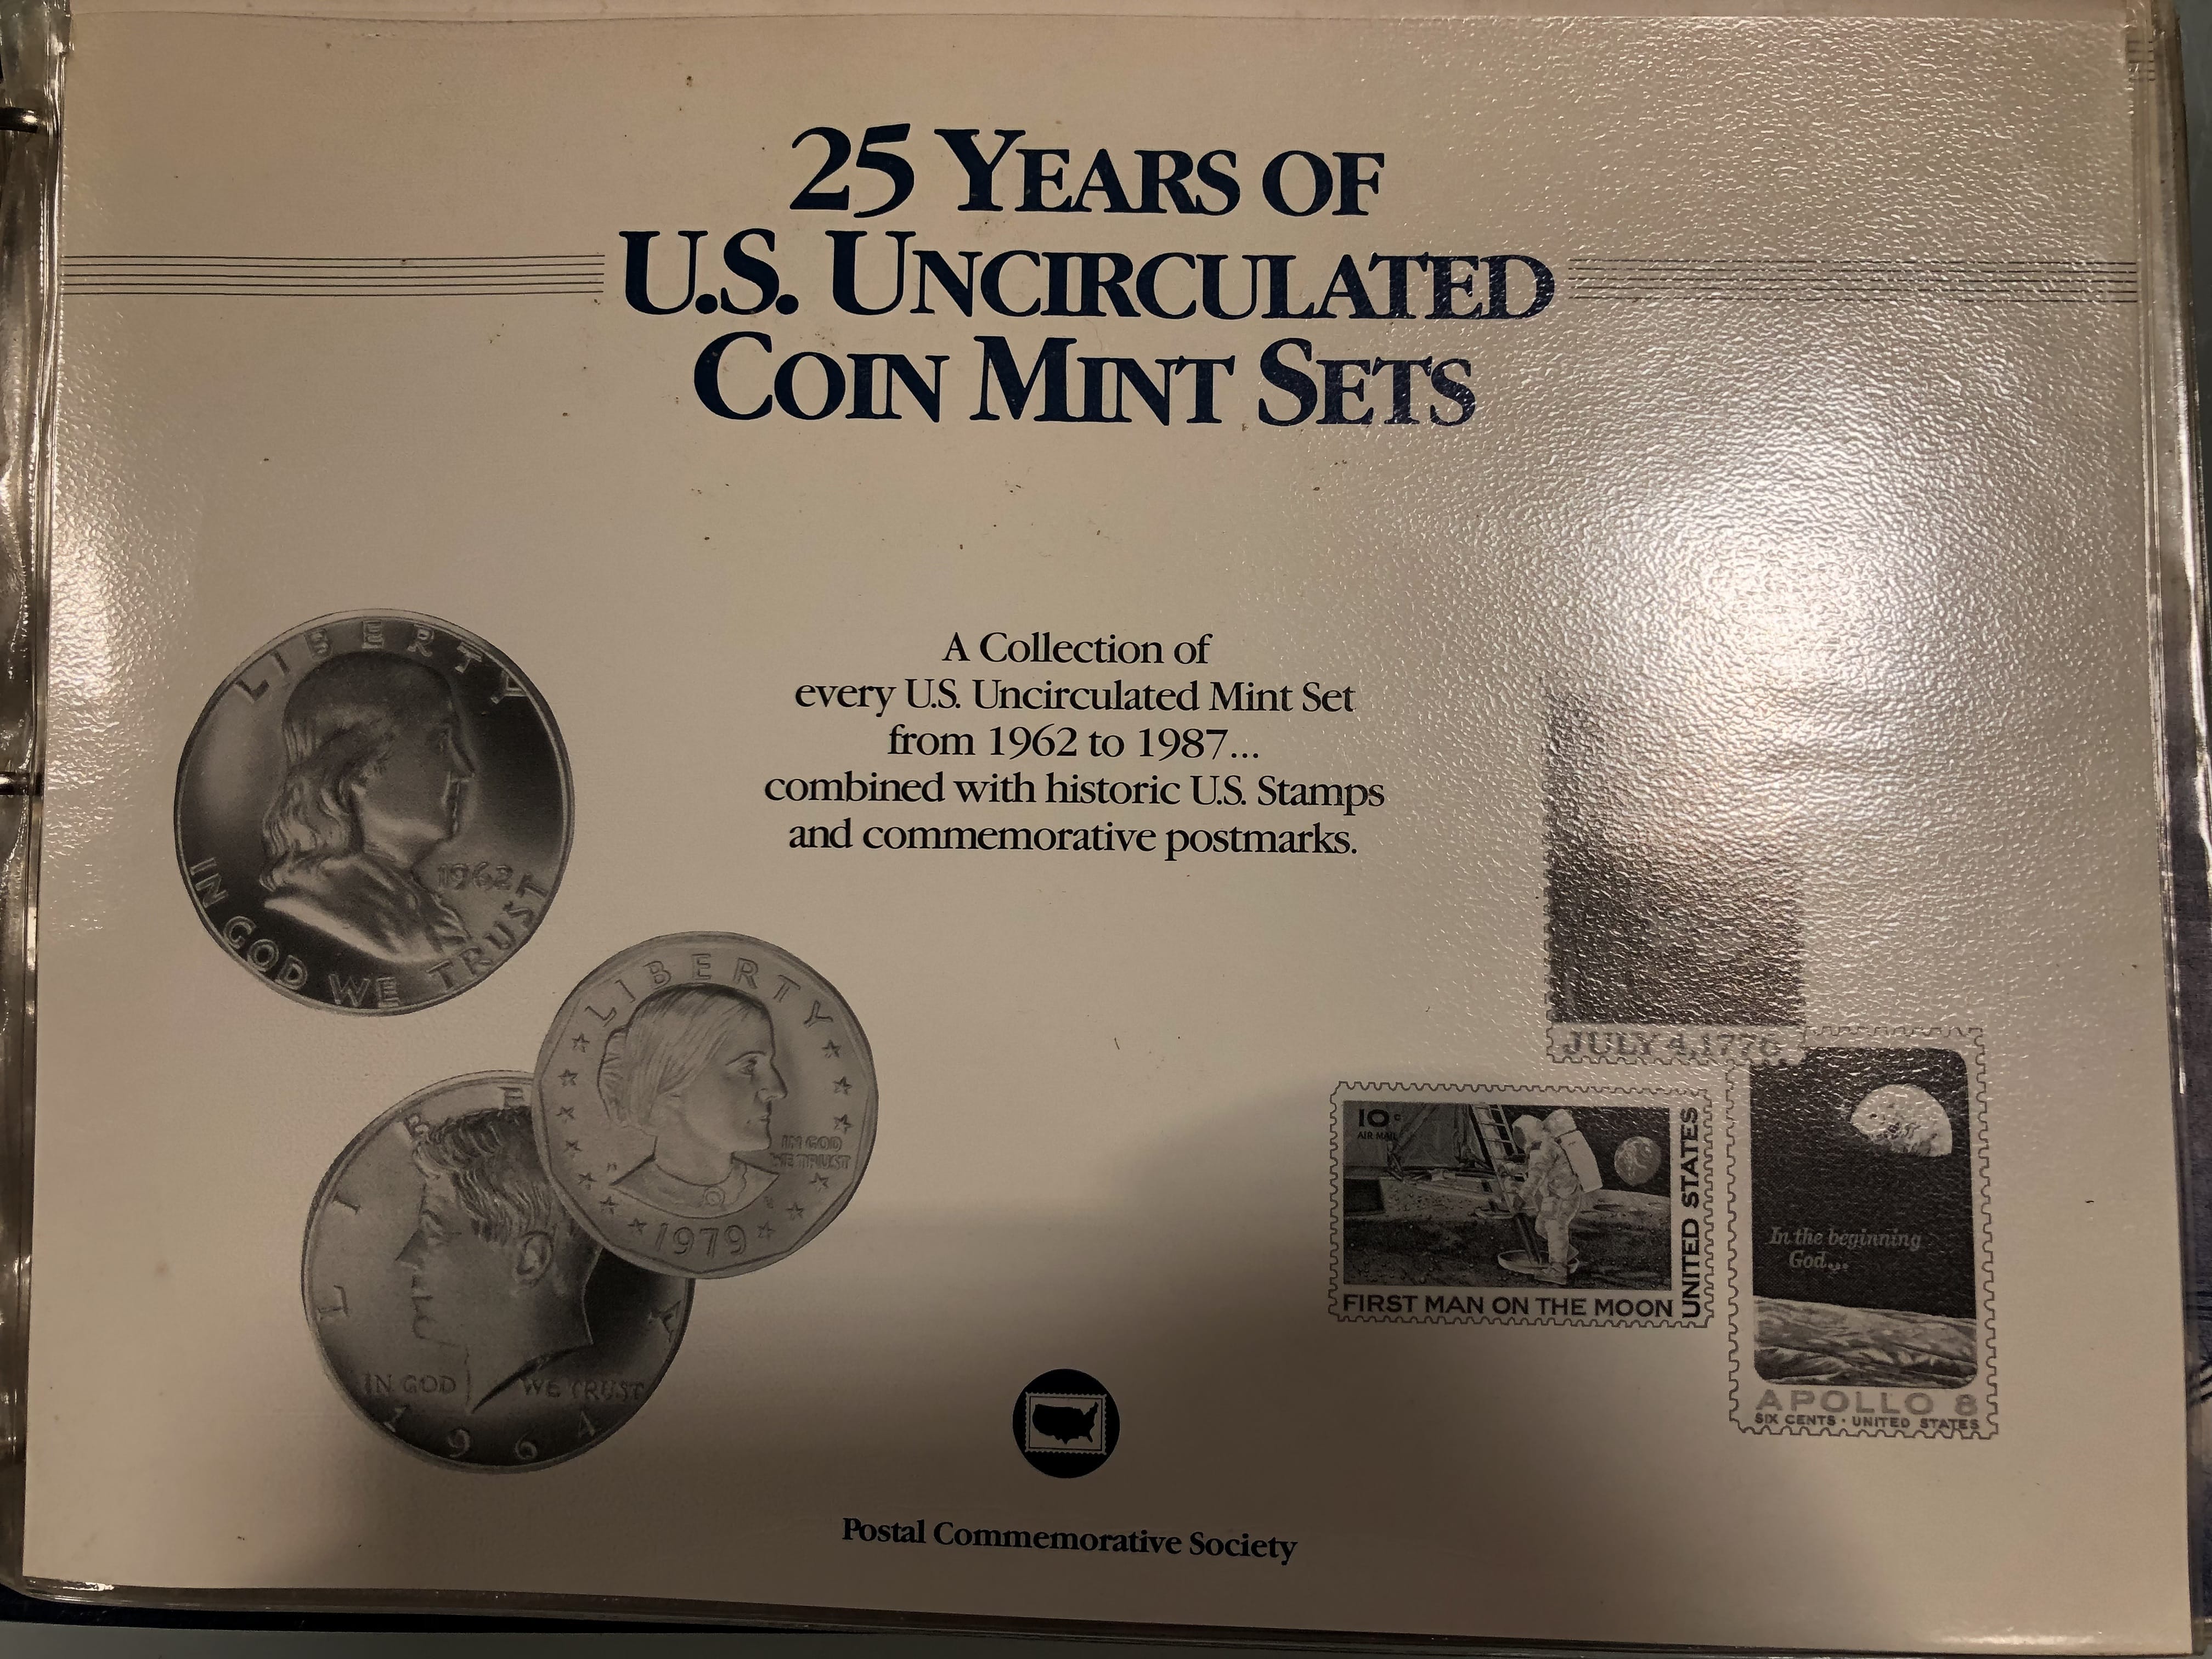 25 YEARS OF
U.S. UNCIRCULATED
COIN MINT SETS
A Collection of
every U.S. Uncirculated Mint Set
from 1962 to 1987...
combined with historic U.S. Stamps
and commemorative postmarks.
LIBERTY
1962
IN GOD WE TRUST
LIBERTY
IN GOD
WE TRUST
1979
L I E
IN GOD WE TRUST
1964
JULY 4, 1776
10c
AIR MAIL
UNITED STATES
FIRST MAN ON THE MOON
In the beginning
God...
APOLLO 8
SIX CENTS · UNITED STATES
Postal Commemorative Society